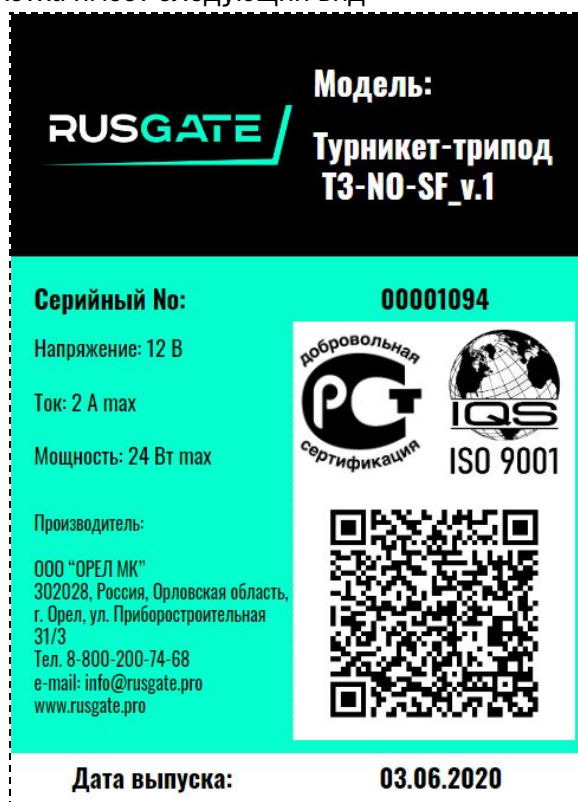 RUSGATE
Модель:
Турникет-трипод
T3-NO-SF_v.1
Серийный No:
00001094
Напряжение: 12 В
Ток: 2 А max
Мощность: 24 Вт max
добровольная
РСТ
сертификация
IQS
ISO 9001
Производитель:
ООО “ОРЕЛ МК”
302028, Россия, Орловская область,
г. Орел, ул. Приборостроительная
31/3
Тел. 8-800-200-74-68
e-mail: info@rusgate.pro
www.rusgate.pro
Дата выпуска:
03.06.2020